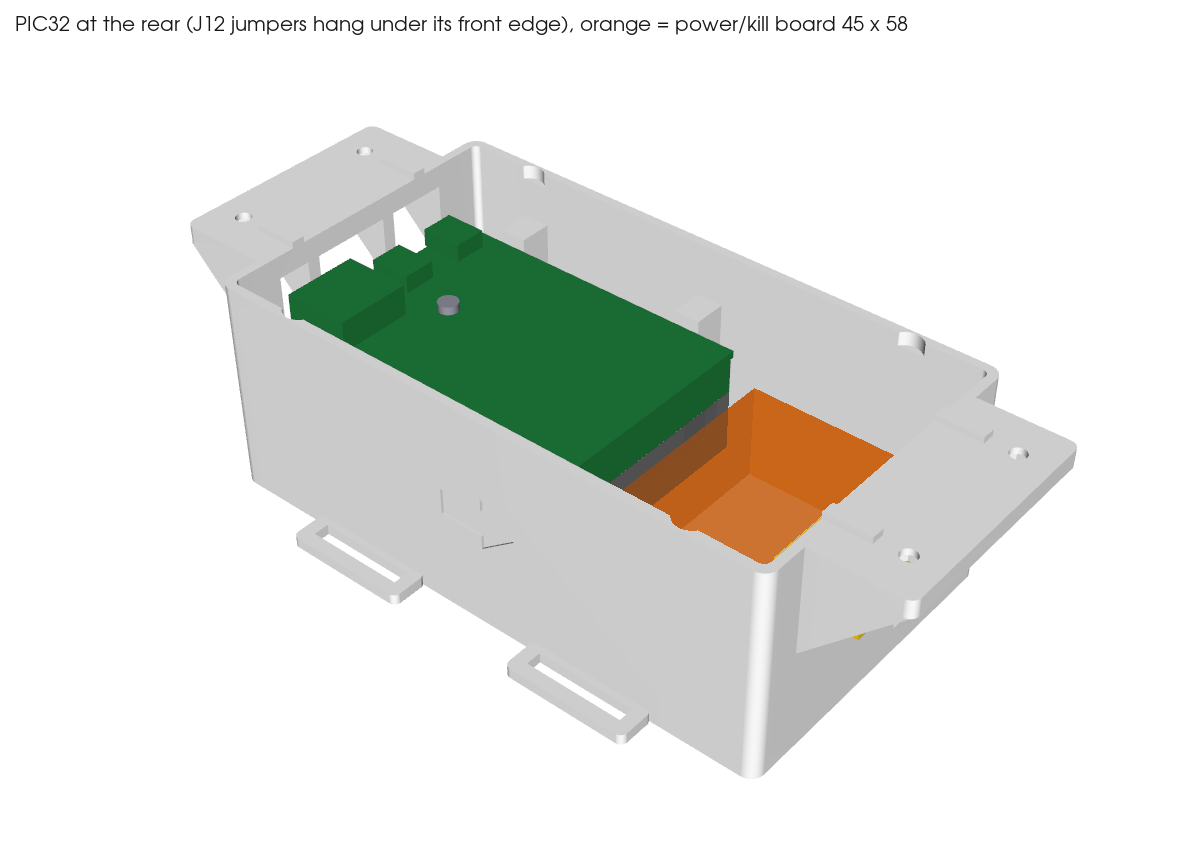 PIC32 at the rear (J12 jumpers hang under its front edge), orange = power/kill board 45 x 58